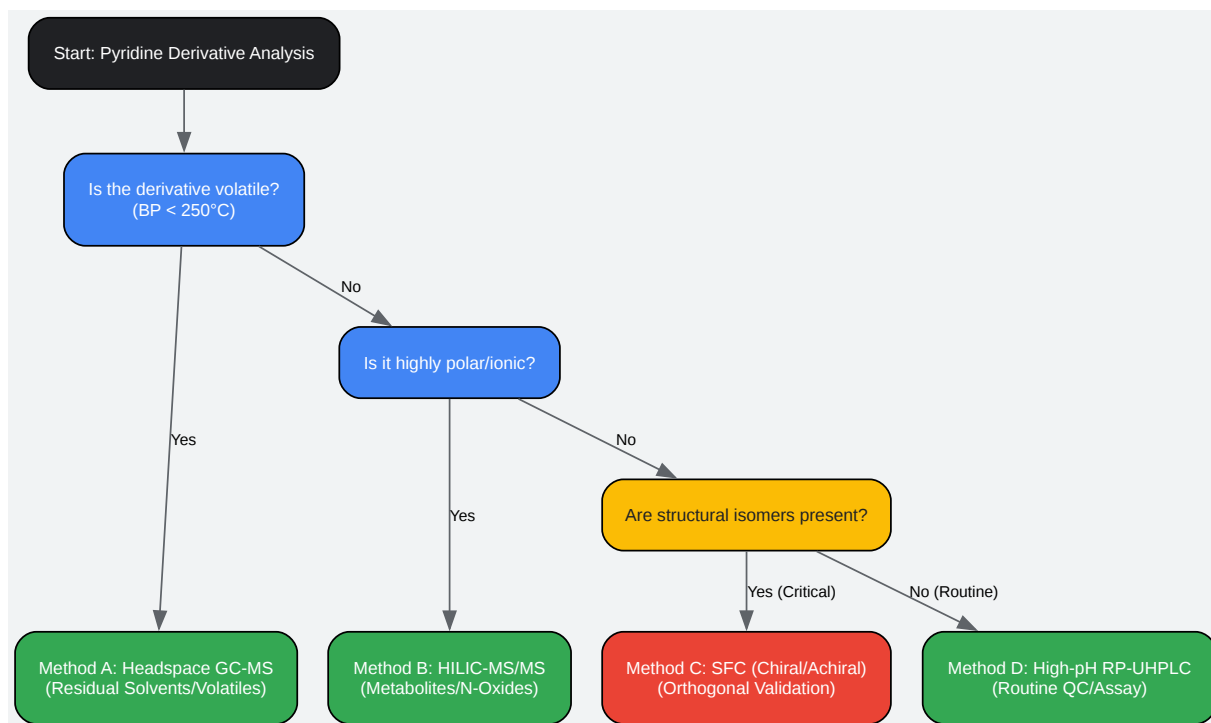 Start: Pyridine Derivative Analysis
Is the derivative volatile?
(BP < 250°C)
No
Is it highly polar/ionic?
Yes
No
Yes
Are structural isomers present?
Yes (Critical)
No (Routine)
Method A: Headspace GC-MS
(Residual Solvents/Volatiles)
Method B: HILIC-MS/MS
(Metabolites/N-Oxides)
Method C: SFC (Chiral/Achiral)
(Orthogonal Validation)
Method D: High-pH RP-UHPLC
(Routine QC/Assay)